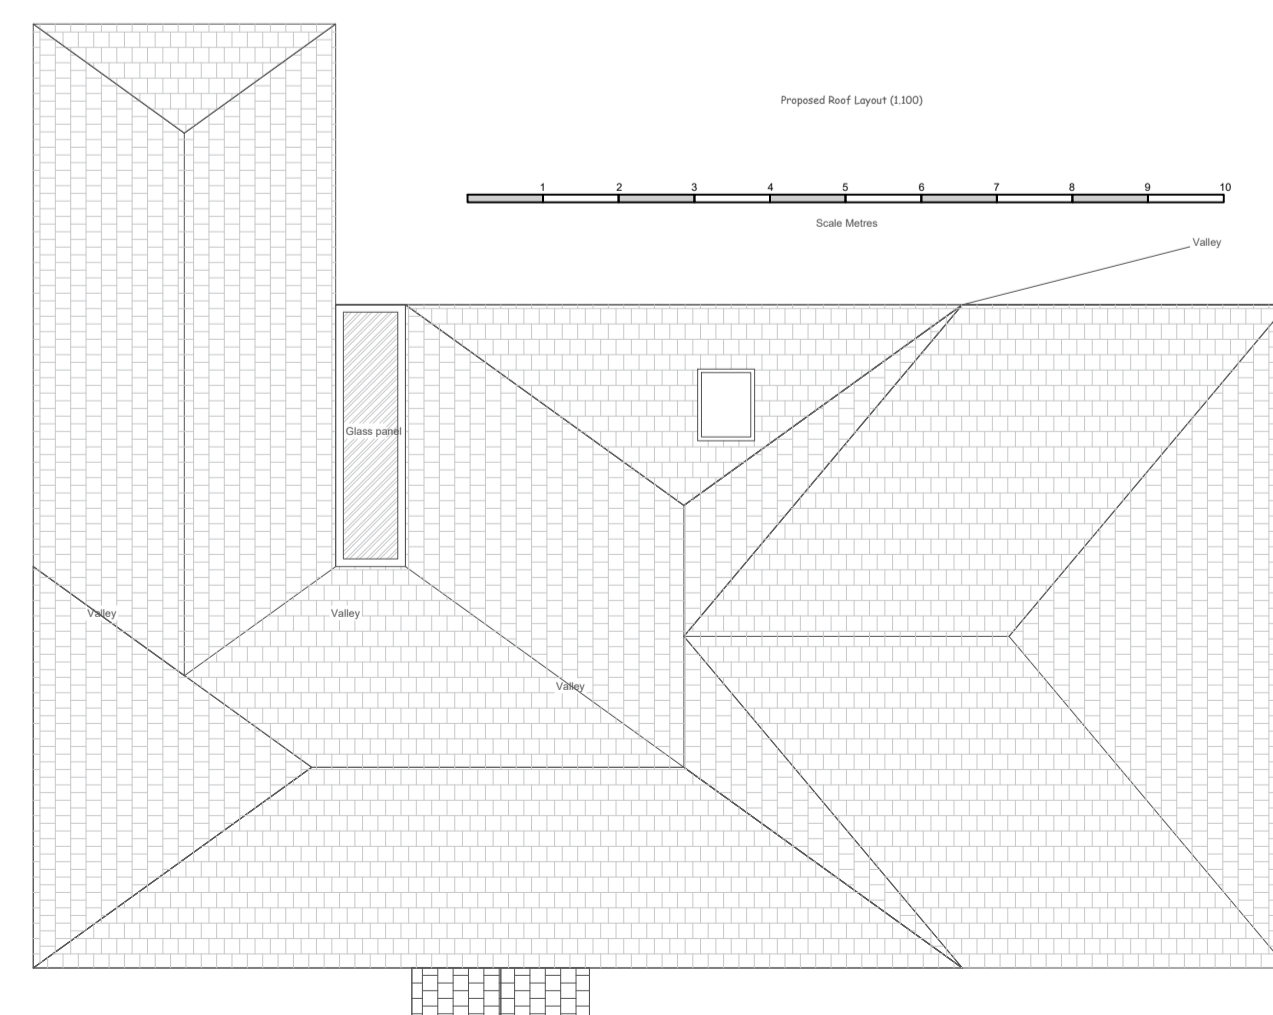 Proposed Roof Layout (1.100)
1 2 3 4 5 6 7 8 9 10
Scale Metres
Valley
Glass panel
Valley
Valley
Valley